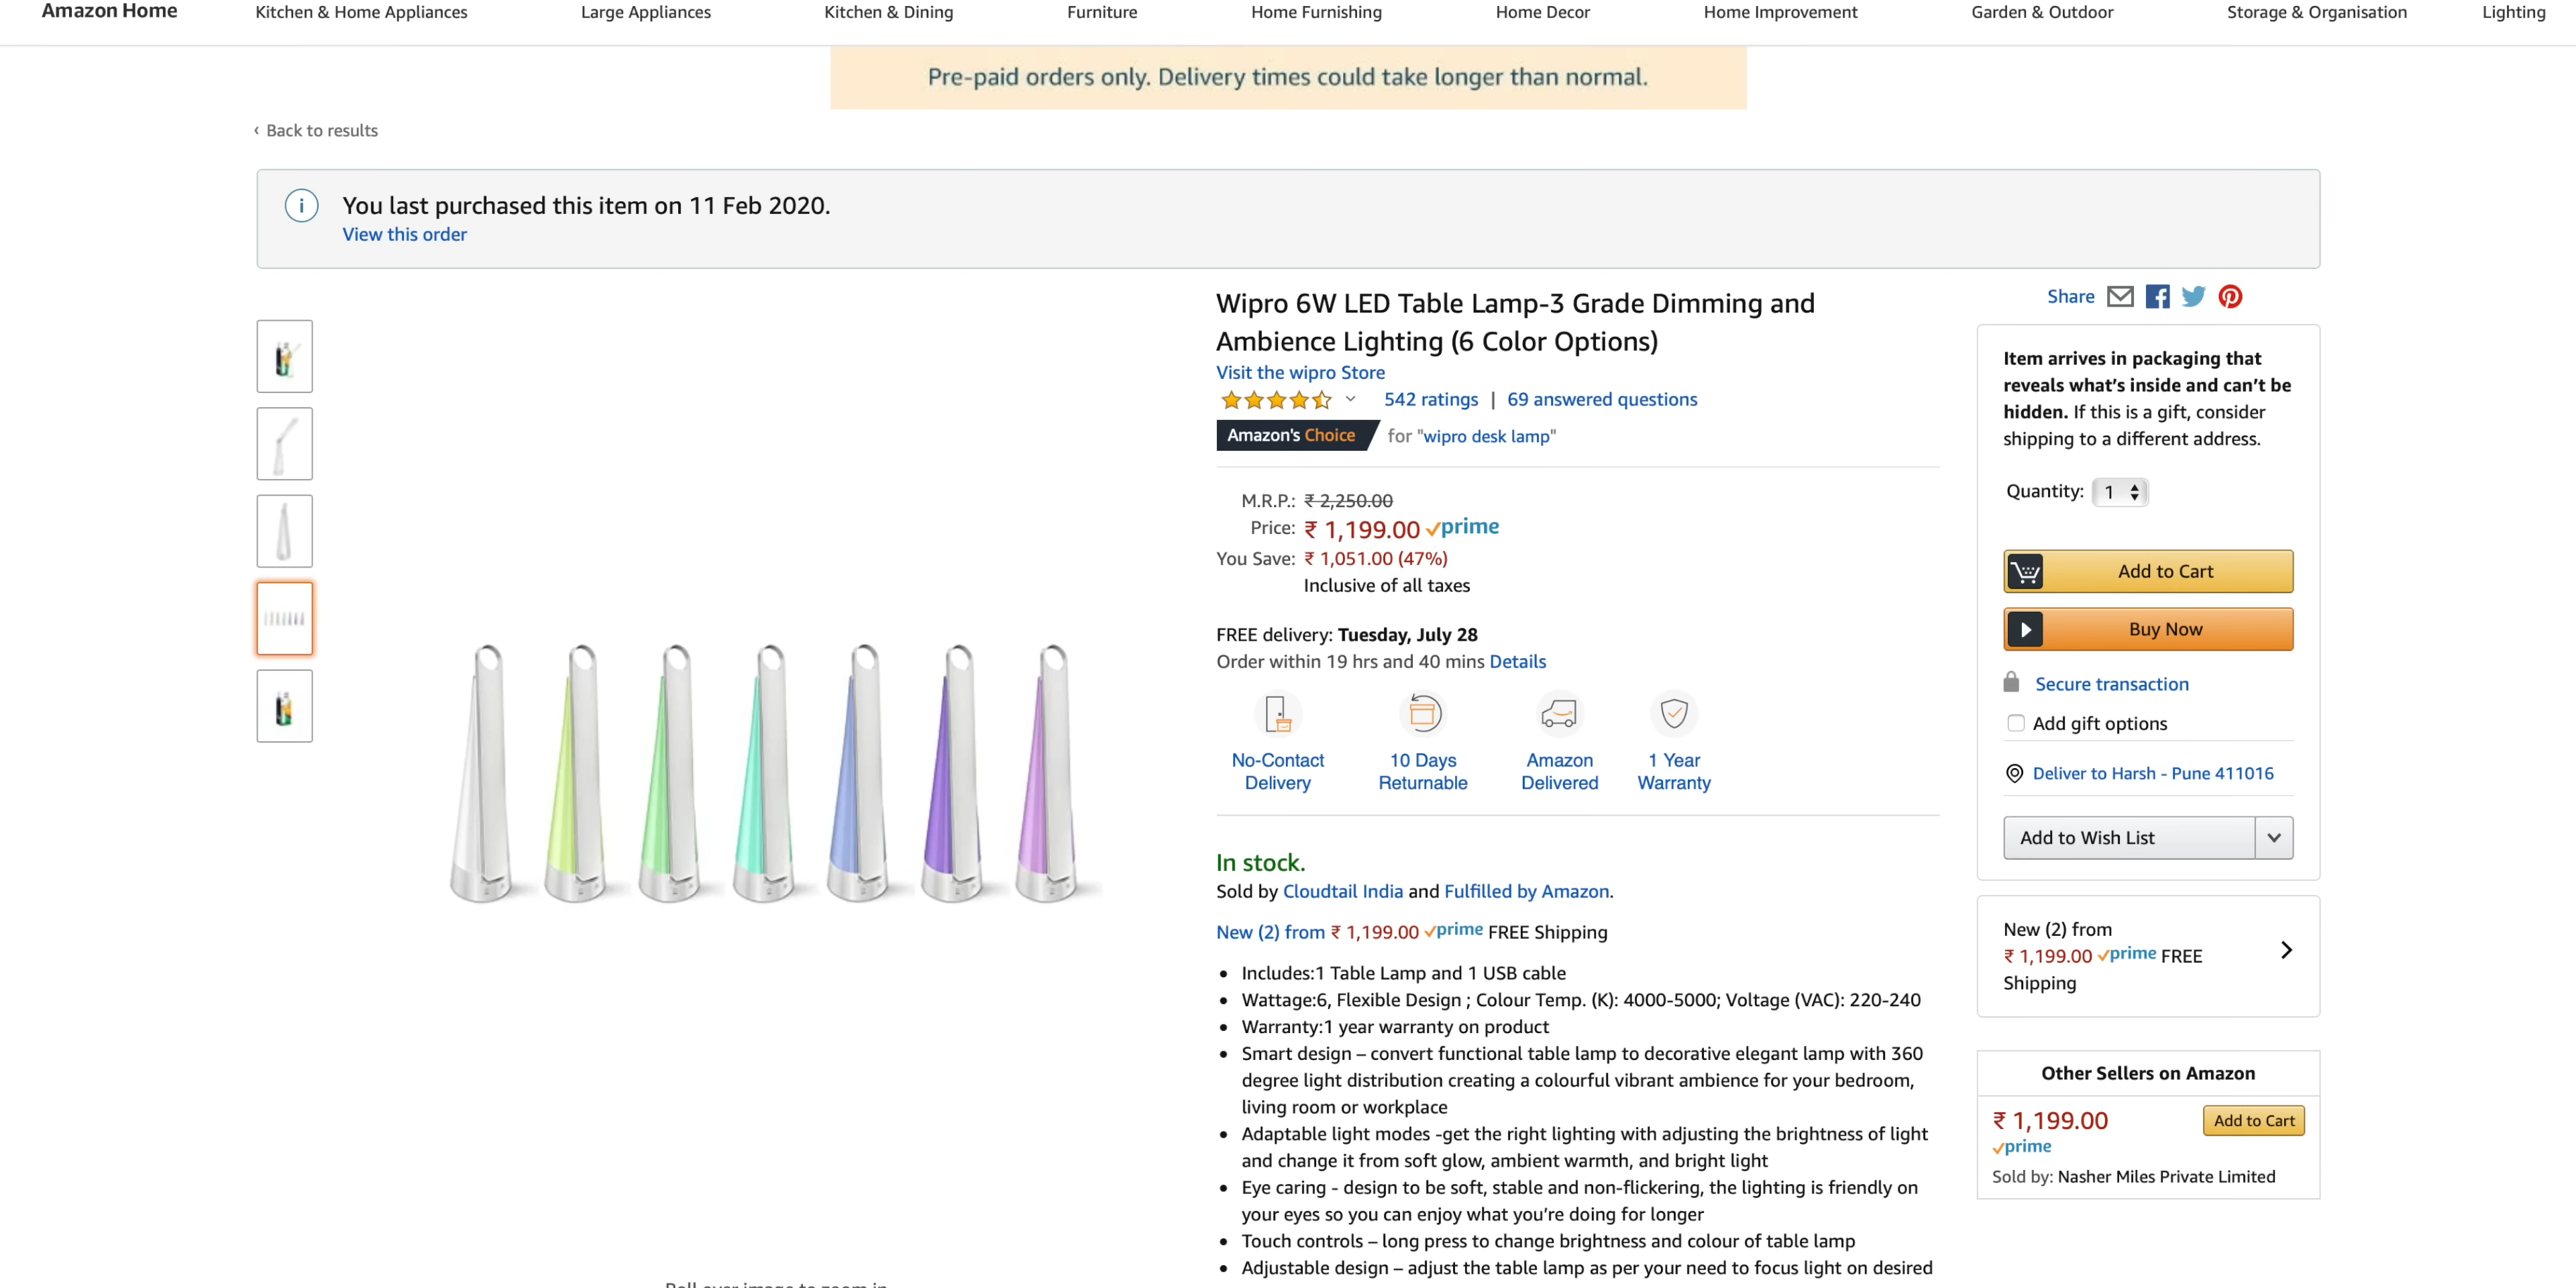 Amazon Home
Kitchen & Home Appliances
Large Appliances
Kitchen & Dining
Furniture
Home Furnishing
Home Decor
Home Improvement
Garden & Outdoor
Storage & Organisation
Lighting
Pre-paid orders only. Delivery times could take longer than normal.
‹ Back to results
You last purchased this item on 11 Feb 2020.
View this order
Wipro 6W LED Table Lamp-3 Grade Dimming and
Ambience Lighting (6 Color Options)
Visit the wipro Store
542 ratings | 69 answered questions
Amazon's Choice for "wipro desk lamp"
M.R.P.: ₹ 2,250.00
Price: ₹ 1,199.00 prime
You Save: ₹ 1,051.00 (47%)
Inclusive of all taxes
FREE delivery: Tuesday, July 28
Order within 19 hrs and 40 mins Details
No-Contact
Delivery
10 Days
Returnable
Amazon
Delivered
1 Year
Warranty
In stock.
Sold by Cloudtail India and Fulfilled by Amazon.
New (2) from ₹ 1,199.00 prime FREE Shipping
• Includes:1 Table Lamp and 1 USB cable
• Wattage:6, Flexible Design ; Colour Temp. (K): 4000-5000; Voltage (VAC): 220-240
• Warranty:1 year warranty on product
• Smart design – convert functional table lamp to decorative elegant lamp with 360
degree light distribution creating a colourful vibrant ambience for your bedroom,
living room or workplace
• Adaptable light modes -get the right lighting with adjusting the brightness of light
and change it from soft glow, ambient warmth, and bright light
• Eye caring - design to be soft, stable and non-flickering, the lighting is friendly on
your eyes so you can enjoy what you’re doing for longer
• Touch controls – long press to change brightness and colour of table lamp
• Adjustable design – adjust the table lamp as per your need to focus light on desired
Share
Item arrives in packaging that
reveals what’s inside and can’t be
hidden. If this is a gift, consider
shipping to a different address.
Quantity: 1
Add to Cart
Buy Now
Secure transaction
Add gift options
Deliver to Harsh - Pune 411016
Add to Wish List
New (2) from
₹ 1,199.00 prime FREE
Shipping
Other Sellers on Amazon
₹ 1,199.00
Add to Cart
prime
Sold by: Nasher Miles Private Limited
Roll over image to zoom in